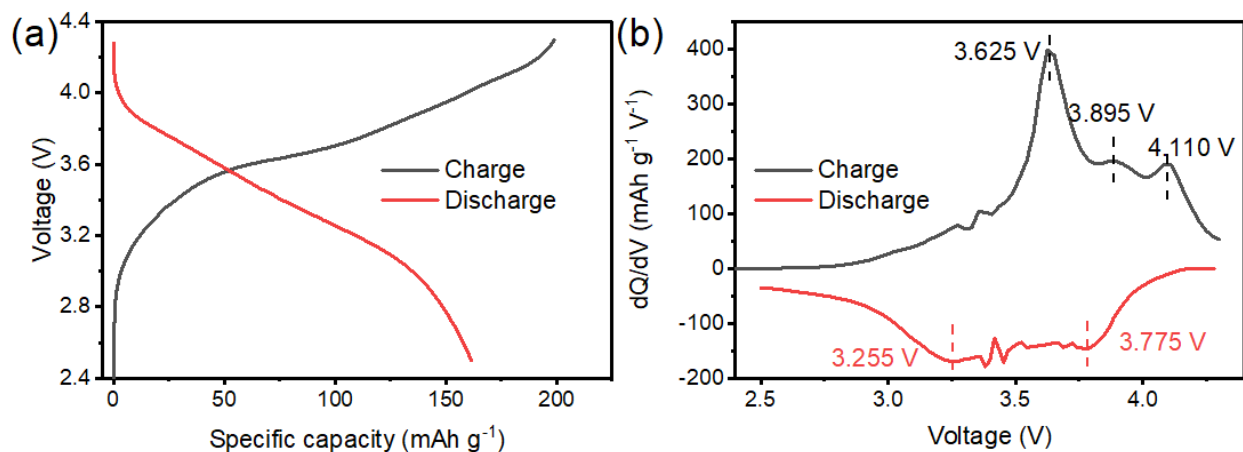 (a)
4.4
4.0
3.6
3.2
2.8
2.4
Voltage (V)
Charge
Discharge
0
50
100
150
200
Specific capacity (mAh g⁻¹)
(b)
400
300
200
100
0
-100
-200
dQ/dV (mAh g⁻¹ V⁻¹)
3.625 V
3.895 V
4.110 V
Charge
Discharge
3.255 V
3.775 V
2.5
3.0
3.5
4.0
Voltage (V)